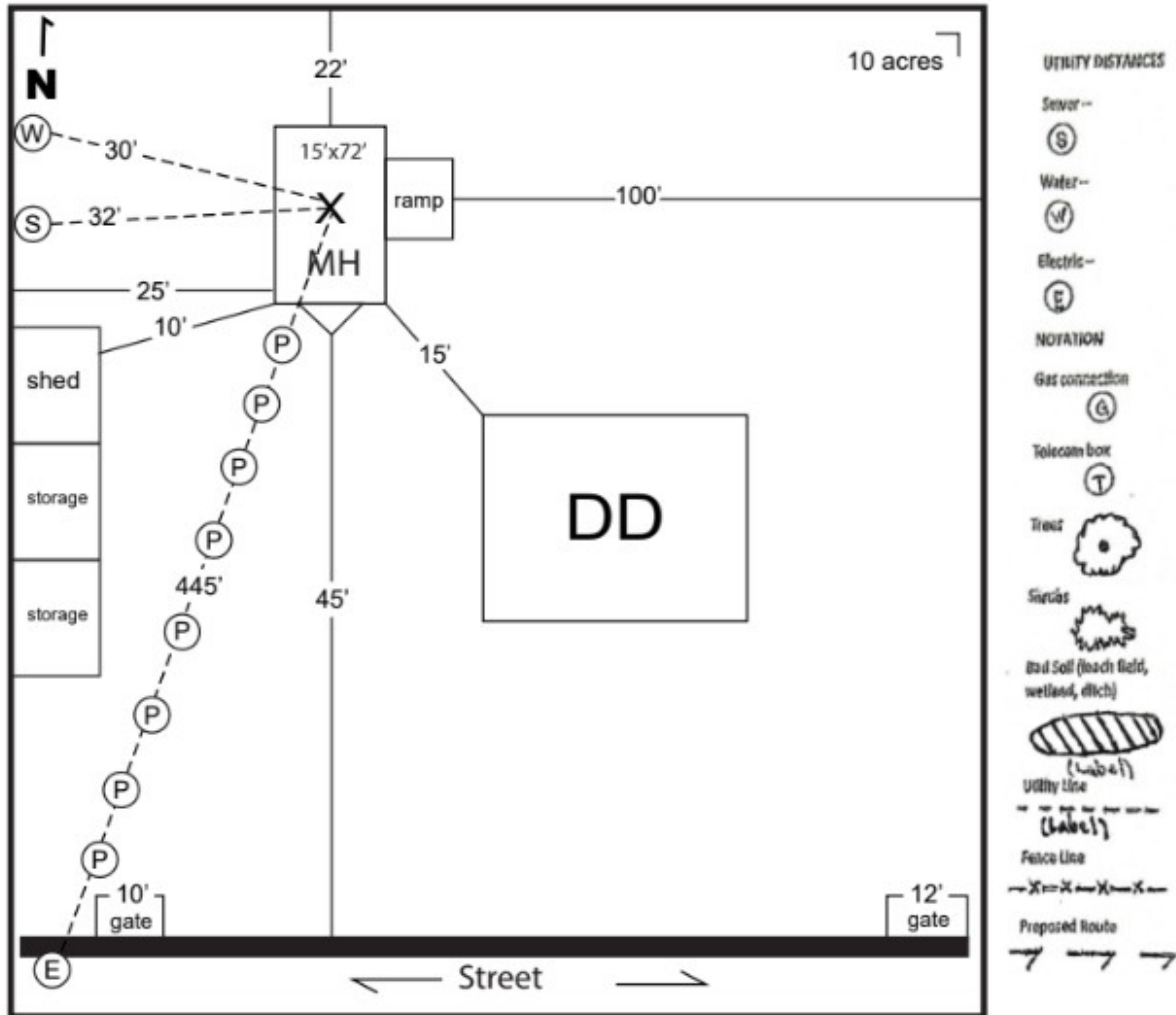 N
22'
10 acres
W
30'
15'x72'
X
ramp
100'
S
32'
MH
25'
10'
15'
P
shed
P
P
storage
DD
P
445'
45'
storage
P
P
P
P
10'
gate
12'
gate
E
Street
UTILITY DISTANCES
Sewer--
S
Water--
W
Electric--
E
NOTATION
Gas connection
G
Telecom box
T
Trees
Shrubs
Bad Soil (leach field,
wetland, ditch)
(Label)
Utility Line
(Label)
Fence Line
Proposed Route